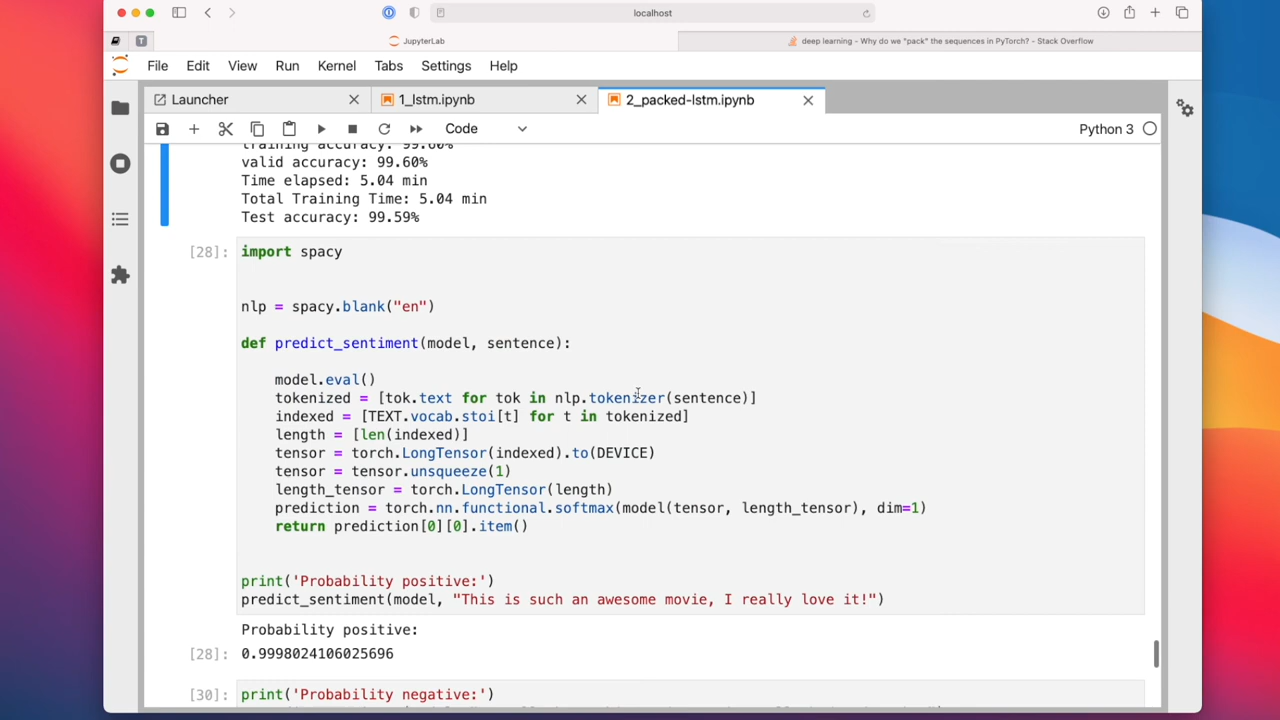 localhost
JupyterLab
deep learning - Why do we "pack" the sequences in PyTorch? - Stack Overflow
File Edit View Run Kernel Tabs Settings Help
Launcher 1_lstm.ipynb 2_packed-lstm.ipynb
Code Python 3
training accuracy: 99.60%
valid accuracy: 99.60%
Time elapsed: 5.04 min
Total Training Time: 5.04 min
Test accuracy: 99.59%
[28]: import spacy
nlp = spacy.blank("en")
def predict_sentiment(model, sentence):
model.eval()
tokenized = [tok.text for tok in nlp.tokenizer(sentence)]
indexed = [TEXT.vocab.stoi[t] for t in tokenized]
length = [len(indexed)]
tensor = torch.LongTensor(indexed).to(DEVICE)
tensor = tensor.unsqueeze(1)
length_tensor = torch.LongTensor(length)
prediction = torch.nn.functional.softmax(model(tensor, length_tensor), dim=1)
return prediction[0][0].item()
print('Probability positive:')
predict_sentiment(model, "This is such an awesome movie, I really love it!")
Probability positive:
[28]: 0.9998024106025696
[30]: print('Probability negative:')